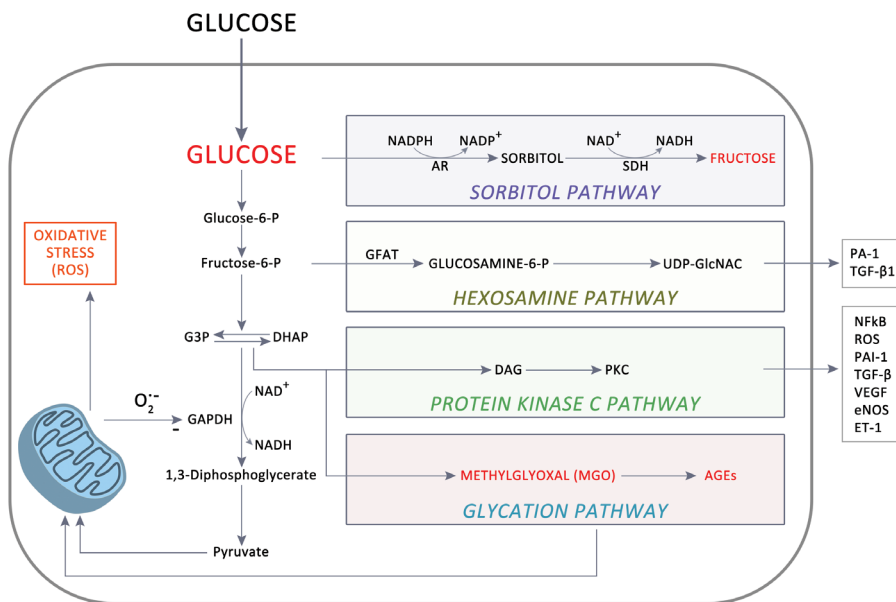 GLUCOSE
GLUCOSE
NADPH NADP+ NAD+ NADH
AR SORBITOL SDH FRUCTOSE
SORBITOL PATHWAY
Glucose-6-P
OXIDATIVE
STRESS
(ROS)
Fructose-6-P
GFAT GLUCOSAMINE-6-P UDP-GlcNAC
HEXOSAMINE PATHWAY
PA-1
TGF-β1
G3P DHAP
DAG PKC
PROTEIN KINASE C PATHWAY
NFkB
ROS
PAI-1
TGF-β
VEGF
eNOS
ET-1
NAD+
O2·-
- GAPDH
NADH
1,3-Diphosphoglycerate
METHYLGLYOXAL (MGO) AGEs
GLYCATION PATHWAY
Pyruvate